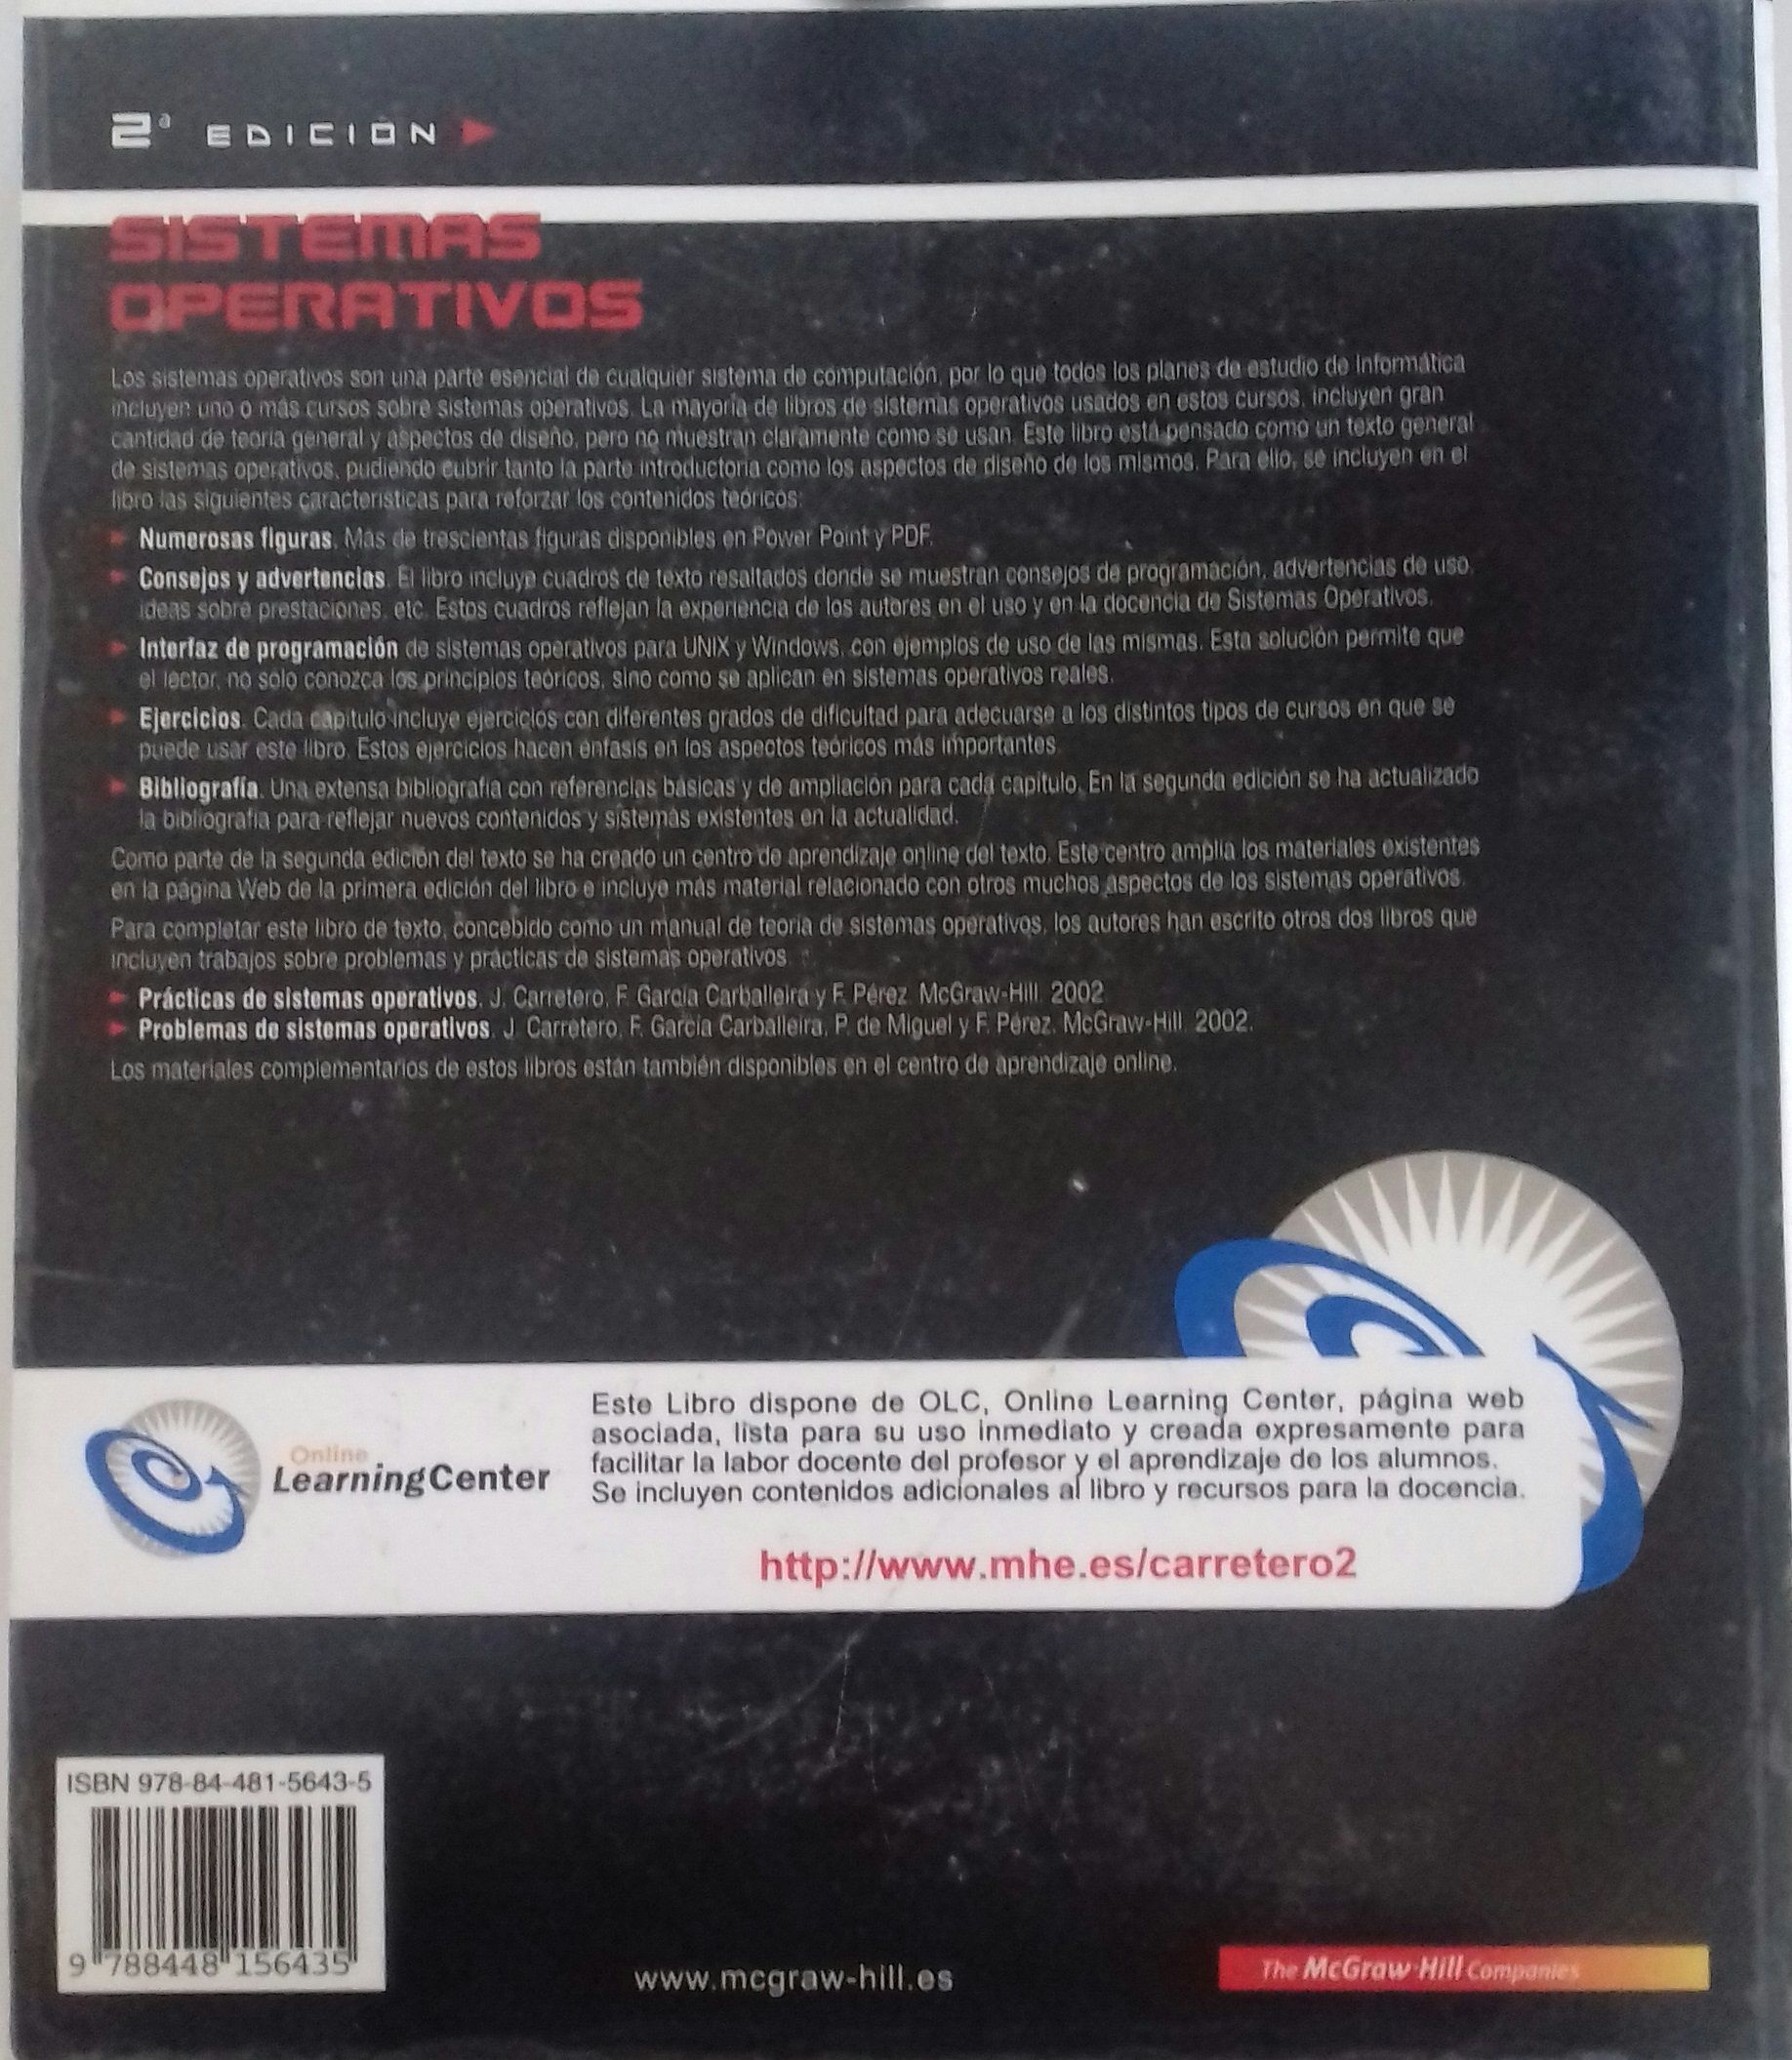 2ª EDICIÓN
SISTEMAS
OPERATIVOS
Los sistemas operativos son una parte esencial de cualquier sistema de computación, por lo que todos los planes de estudio de Informática
incluyen uno o más cursos sobre sistemas operativos. La mayoría de libros de sistemas operativos usados en estos cursos, incluyen gran
cantidad de teoría general y aspectos de diseño, pero no muestran claramente como se usan. Este libro está pensado como un texto general
de sistemas operativos, pudiendo cubrir tanto la parte introductoria como los aspectos de diseño de los mismos. Para ello, se incluyen en el
libro las siguientes características para reforzar los contenidos teóricos:
Numerosas figuras. Más de trescientas figuras disponibles en Power Point y PDF.
Consejos y advertencias. El libro incluye cuadros de texto resaltados donde se muestran consejos de programación, advertencias de uso,
ideas sobre prestaciones, etc. Estos cuadros reflejan la experiencia de los autores en el uso y en la docencia de Sistemas Operativos.
Interfaz de programación de sistemas operativos para UNIX y Windows, con ejemplos de uso de las mismas. Esta solución permite que
el lector, no sólo conozca los principios teóricos, sino como se aplican en sistemas operativos reales.
Ejercicios. Cada capítulo incluye ejercicios con diferentes grados de dificultad para adecuarse a los distintos tipos de cursos en que se
puede usar este libro. Estos ejercicios hacen énfasis en los aspectos teóricos más importantes.
Bibliografía. Una extensa bibliografía con referencias básicas y de ampliación para cada capítulo. En la segunda edición se ha actualizado
la bibliografía para reflejar nuevos contenidos y sistemas existentes en la actualidad.
Como parte de la segunda edición del texto se ha creado un centro de aprendizaje online del texto. Este centro amplía los materiales existentes
en la página Web de la primera edición del libro e incluye más material relacionado con otros muchos aspectos de los sistemas operativos.
Para completar este libro de texto, concebido como un manual de teoría de sistemas operativos, los autores han escrito otros dos libros que
incluyen trabajos sobre problemas y prácticas de sistemas operativos
Prácticas de sistemas operativos. J. Carretero, F. García Carballeira y F. Pérez. McGraw-Hill. 2002
Problemas de sistemas operativos. J. Carretero, F. García Carballeira, P. de Miguel y F. Pérez. McGraw-Hill. 2002.
Los materiales complementarios de estos libros están también disponibles en el centro de aprendizaje online.
Online
LearningCenter
Este Libro dispone de OLC, Online Learning Center, página web
asociada, lista para su uso inmediato y creada expresamente para
facilitar la labor docente del profesor y el aprendizaje de los alumnos.
Se incluyen contenidos adicionales al libro y recursos para la docencia.
http://www.mhe.es/carretero2
ISBN 978-84-481-5643-5
9 788448 156435
www.mcgraw-hill.es
The McGraw-Hill Companies